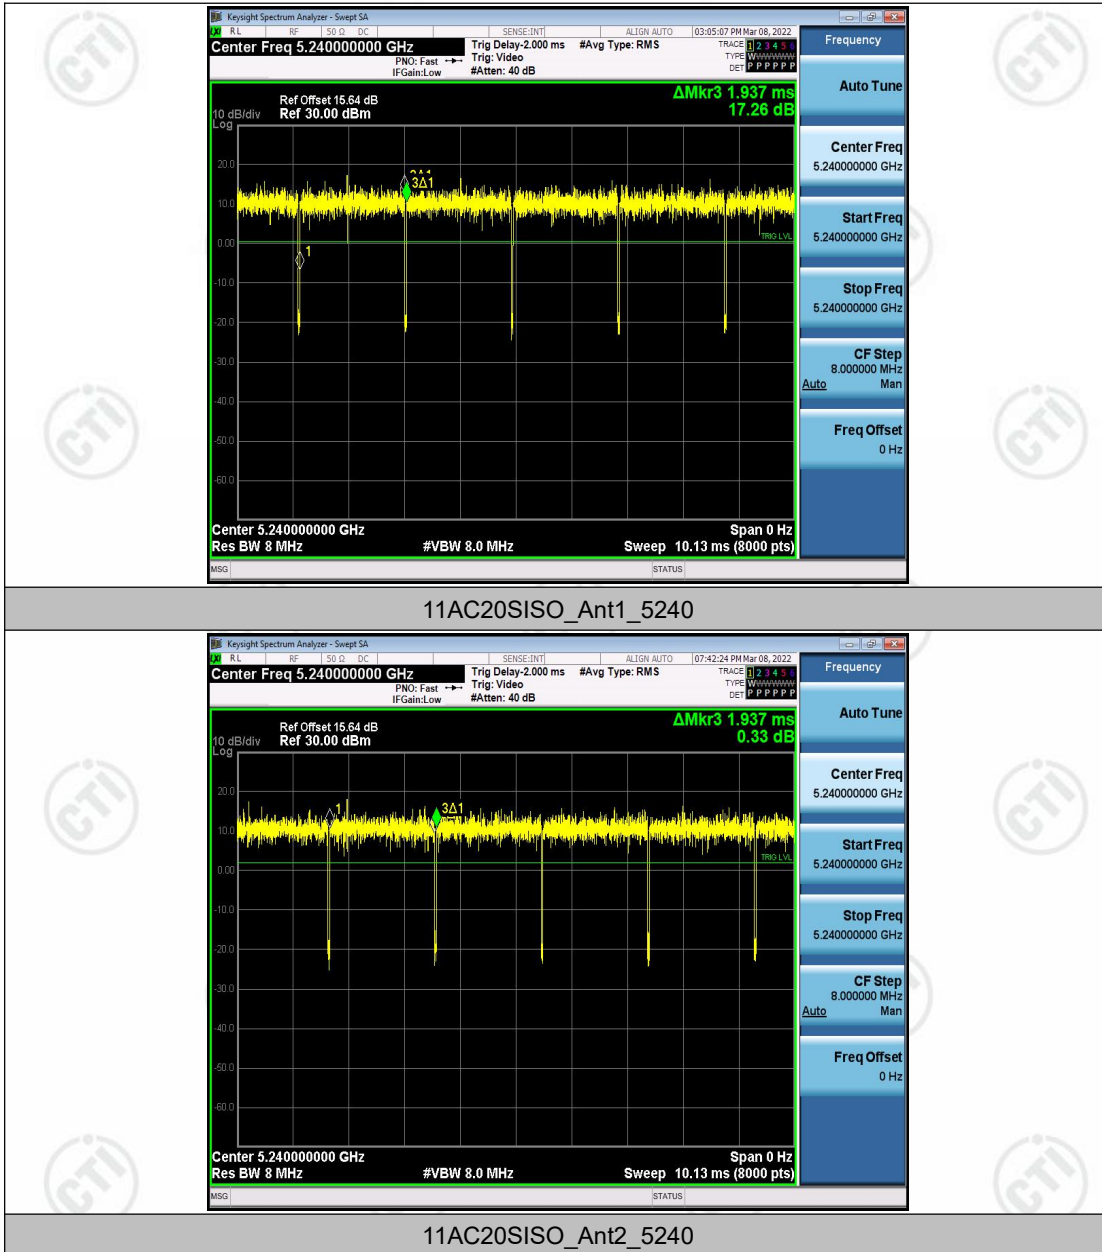 Keysight Spectrum Analyzer - Swept SA
LXI RL RF 50 Ω DC SENSE:INT ALIGN AUTO 03:05:07 PM Mar 08, 2022
Center Freq 5.240000000 GHz
Trig Delay-2.000 ms #Avg Type: RMS
TRACE 1 2 3 4 5 6
PNO: Fast Trig: Video
TYPE WWWWWW
IFGain:Low #Atten: 40 dB
DET P P P P P P
Frequency
Auto Tune
Center Freq
5.240000000 GHz
Start Freq
5.240000000 GHz
Stop Freq
5.240000000 GHz
CF Step
8.000000 MHz
Auto Man
Freq Offset
0 Hz
ΔMkr3 1.937 ms
17.26 dB
Ref Offset 15.64 dB
10 dB/div Ref 30.00 dBm
Log
20.0
10.0
0.00
-10.0
-20.0
-30.0
-40.0
-50.0
-60.0
3Δ1
1
TRIG LVL
Center 5.240000000 GHz Span 0 Hz
Res BW 8 MHz #VBW 8.0 MHz Sweep 10.13 ms (8000 pts)
MSG STATUS
11AC20SISO_Ant1_5240
Keysight Spectrum Analyzer - Swept SA
LXI RL RF 50 Ω DC SENSE:INT ALIGN AUTO 07:42:24 PM Mar 08, 2022
Center Freq 5.240000000 GHz
Trig Delay-2.000 ms #Avg Type: RMS
TRACE 1 2 3 4 5 6
PNO: Fast Trig: Video
TYPE WWWWWW
IFGain:Low #Atten: 40 dB
DET P P P P P P
Frequency
Auto Tune
Center Freq
5.240000000 GHz
Start Freq
5.240000000 GHz
Stop Freq
5.240000000 GHz
CF Step
8.000000 MHz
Auto Man
Freq Offset
0 Hz
ΔMkr3 1.937 ms
0.33 dB
Ref Offset 15.64 dB
10 dB/div Ref 30.00 dBm
Log
20.0
10.0
0.00
-10.0
-20.0
-30.0
-40.0
-50.0
-60.0
1
3Δ1
TRIG LVL
Center 5.240000000 GHz Span 0 Hz
Res BW 8 MHz #VBW 8.0 MHz Sweep 10.13 ms (8000 pts)
MSG STATUS
11AC20SISO_Ant2_5240
CTI
CTI
CTI
CTI
CTI
CTI
CTI
CTI